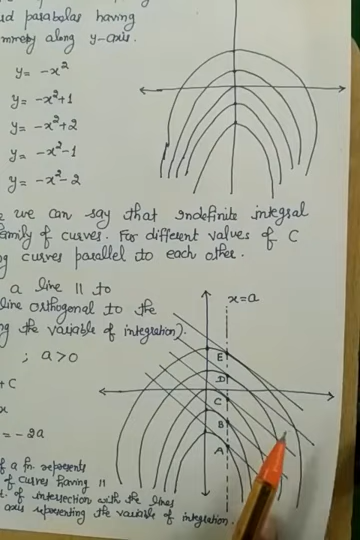 parabolas having
symmetry along y-axis.
y = -x²
y = -x²+1
y = -x²+2
y = -x²-1
y = -x²-2
we can say that indefinite integral
family of curves. For different values of C
curves parallel to each other.
a line || to
line orthogonal to the
the variable of integration).
x=a
; a>0
+ C
x
= -2a
E
D
C
B
A
of a fn. represents
of curves having ||
of intersection with the lines
axis representing the variable of integration.